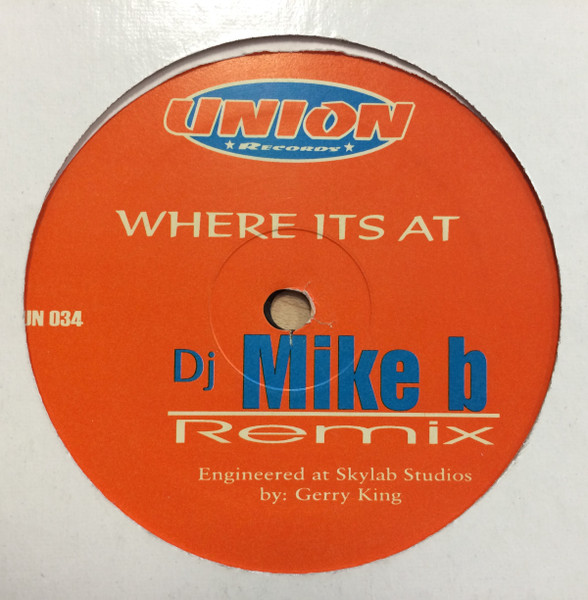 UNION
★ RECORDS ★
WHERE ITS AT
UN 034
Dj Mike b
Remix
Engineered at Skylab Studios
by: Gerry King